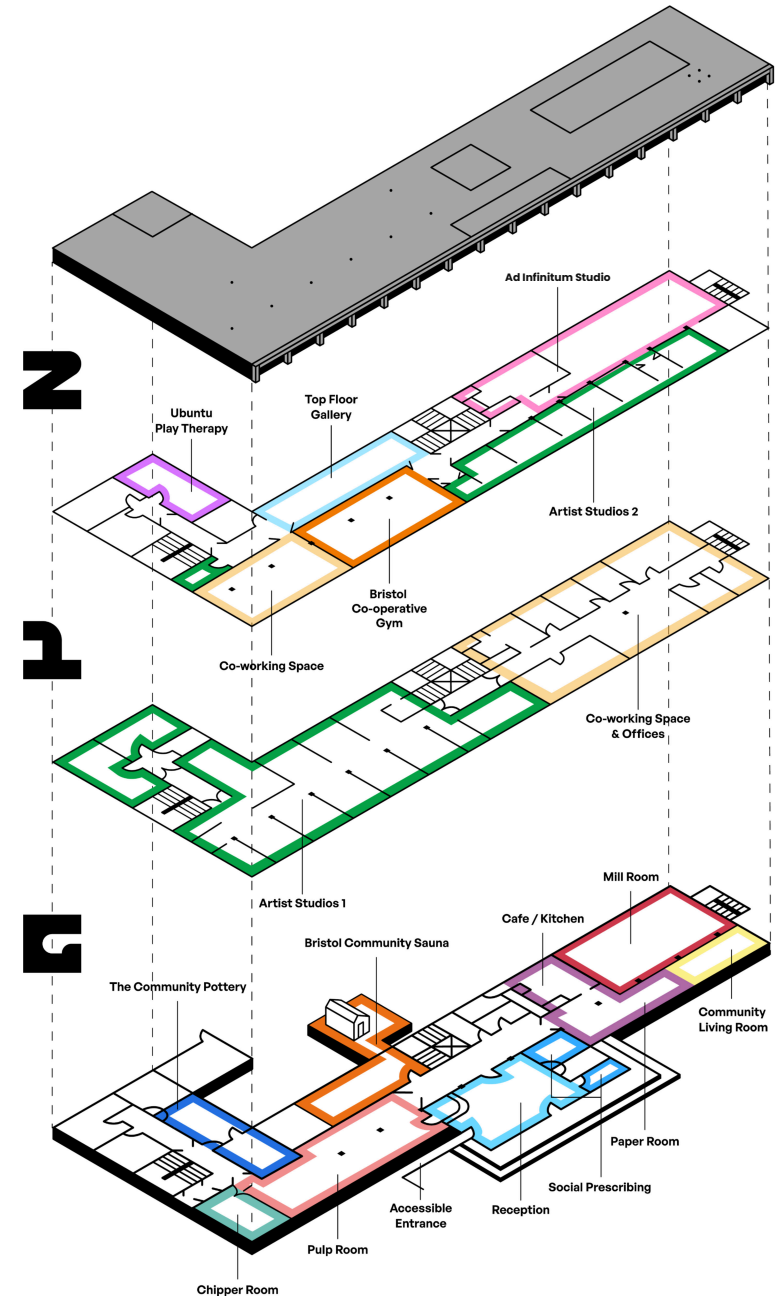 Ad Infinitum Studio
2
Ubuntu
Play Therapy
Top Floor
Gallery
Artist Studios 2
Bristol
Co-operative
Gym
Co-working Space
1
Co-working Space
& Offices
Artist Studios 1
Mill Room
Cafe / Kitchen
G
Bristol Community Sauna
The Community Pottery
Community
Living Room
Paper Room
Social Prescribing
Accessible
Entrance
Reception
Pulp Room
Chipper Room